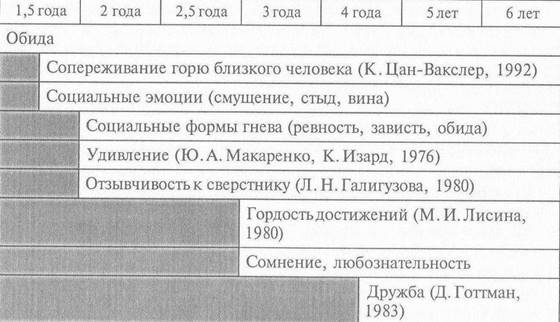 1,5 года 2 года 2,5 года 3 года 4 года 5 лет 6 лет
Обида
Сопереживание горю близкого человека (К. Цан-Вакслер, 1992)
Социальные эмоции (смущение, стыд, вина)
Социальные формы гнева (ревность, зависть, обида)
Удивление (Ю. А. Макаренко, К. Изард, 1976)
Отзывчивость к сверстнику (Л. Н. Галигузова, 1980)
Гордость достижений (М. И. Лисина,
1980)
Сомнение, любознательность
Дружба (Д. Готтман,
1983)